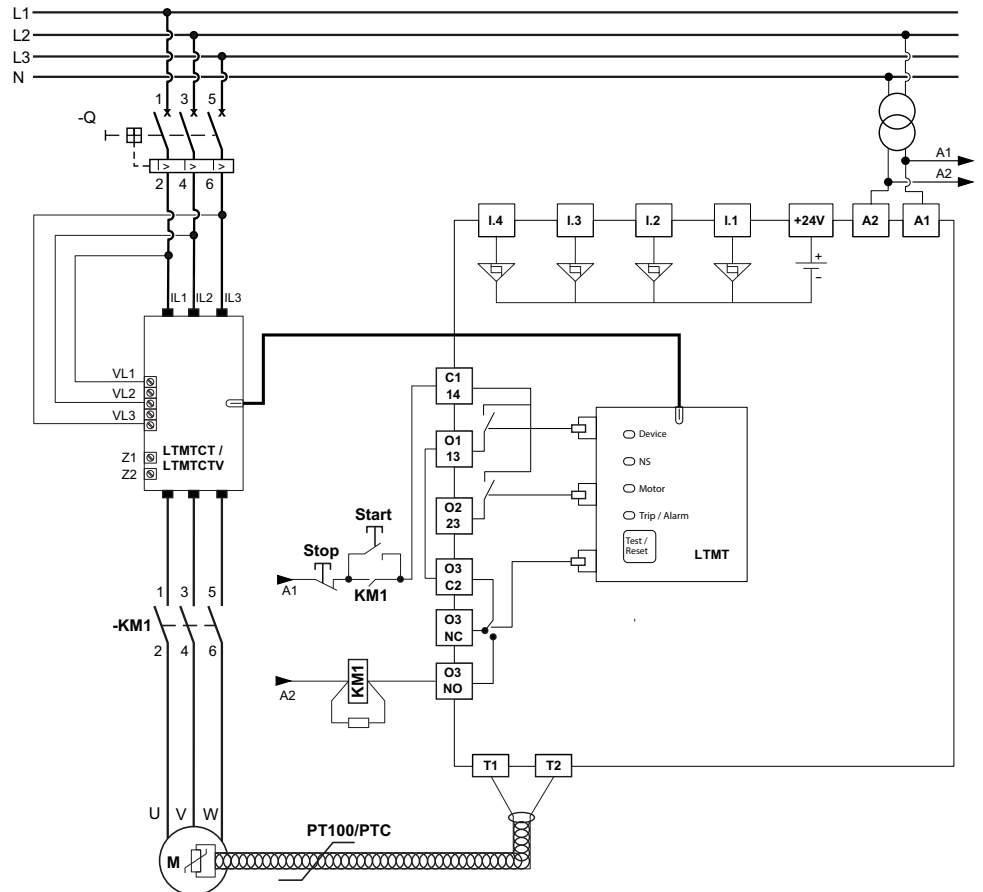 L1
L2
L3
N
1 3 5
-Q
I> I> I>
2 4 6
A1
A2
I.4 I.3 I.2 I.1 +24V A2 A1
+
−
IL1 IL2 IL3
VL1
VL2
VL3
Z1
Z2
LTMTCT /
LTMTCTV
C1
14
O1
13
O2
23
O3
C2
O3
NC
O3
NO
Device
NS
Motor
Trip / Alarm
Test /
Reset
LTMT
Start
Stop
A1
KM1
A2
KM1
1 3 5
-KM1
2 4 6
T1 T2
U V W
M
PT100/PTC